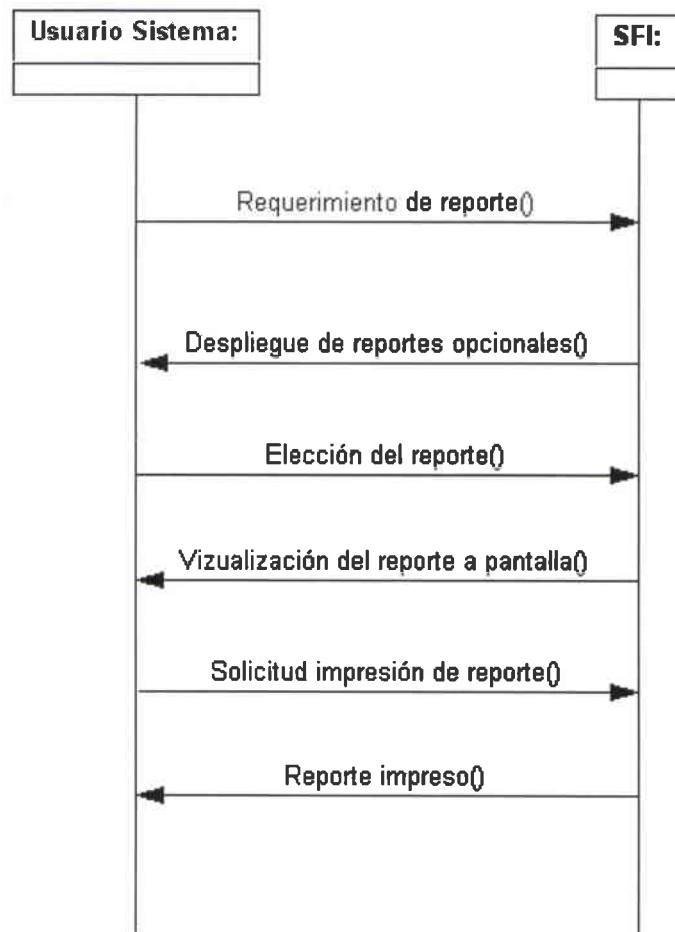 Usuario Sistema:
SFI:
Requerimiento de reporte()
Despliegue de reportes opcionales()
Elección del reporte()
Vizualización del reporte a pantalla()
Solicitud impresión de reporte()
Reporte impreso()